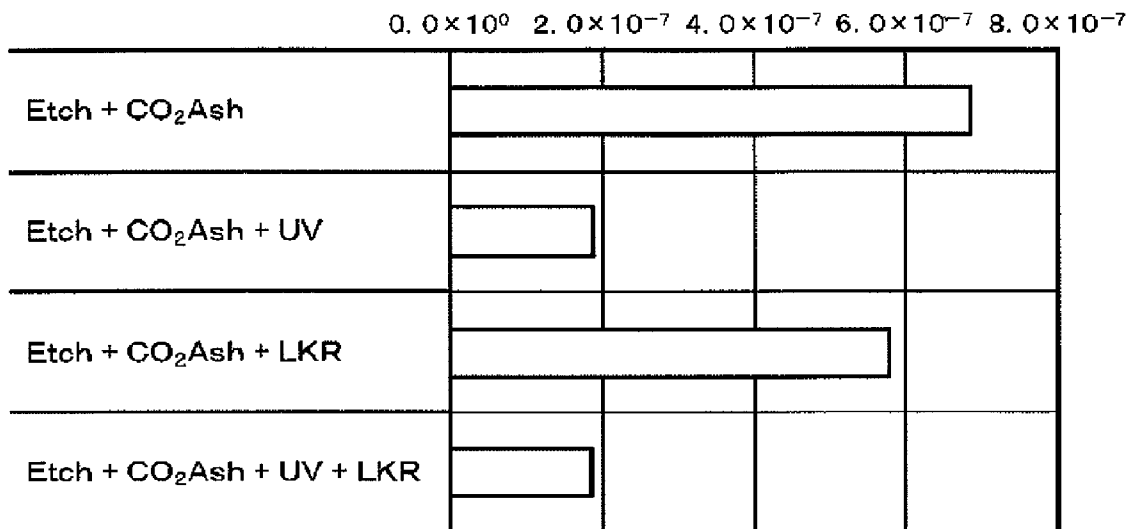 0.0×10⁰ 2.0×10⁻⁷ 4.0×10⁻⁷ 6.0×10⁻⁷ 8.0×10⁻⁷
Etch + CO₂Ash
Etch + CO₂Ash + UV
Etch + CO₂Ash + LKR
Etch + CO₂Ash + UV + LKR